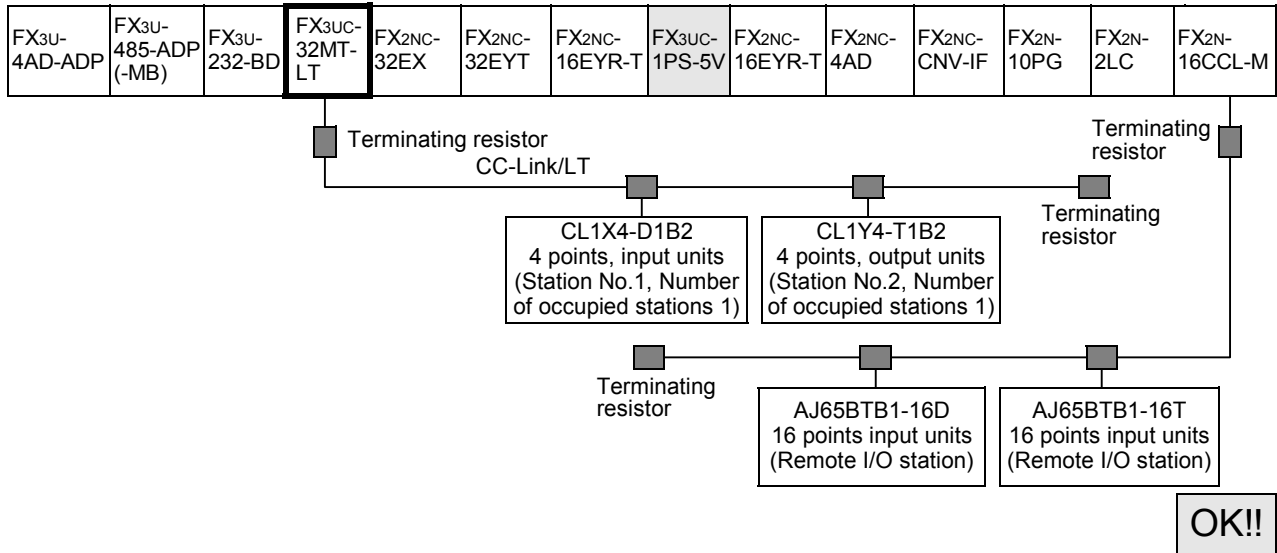 FX3U-
4AD-ADP
FX3U-
485-ADP
(-MB)
FX3U-
232-BD
FX3UC-
32MT-
LT
FX2NC-
32EX
FX2NC-
32EYT
FX2NC-
16EYR-T
FX3UC-
1PS-5V
FX2NC-
16EYR-T
FX2NC-
4AD
FX2NC-
CNV-IF
FX2N-
10PG
FX2N-
2LC
FX2N-
16CCL-M
Terminating resistor
CC-Link/LT
Terminating
resistor
CL1X4-D1B2
4 points, input units
(Station No.1, Number
of occupied stations 1)
CL1Y4-T1B2
4 points, output units
(Station No.2, Number
of occupied stations 1)
Terminating
resistor
Terminating
resistor
AJ65BTB1-16D
16 points input units
(Remote I/O station)
AJ65BTB1-16T
16 points input units
(Remote I/O station)
OK!!